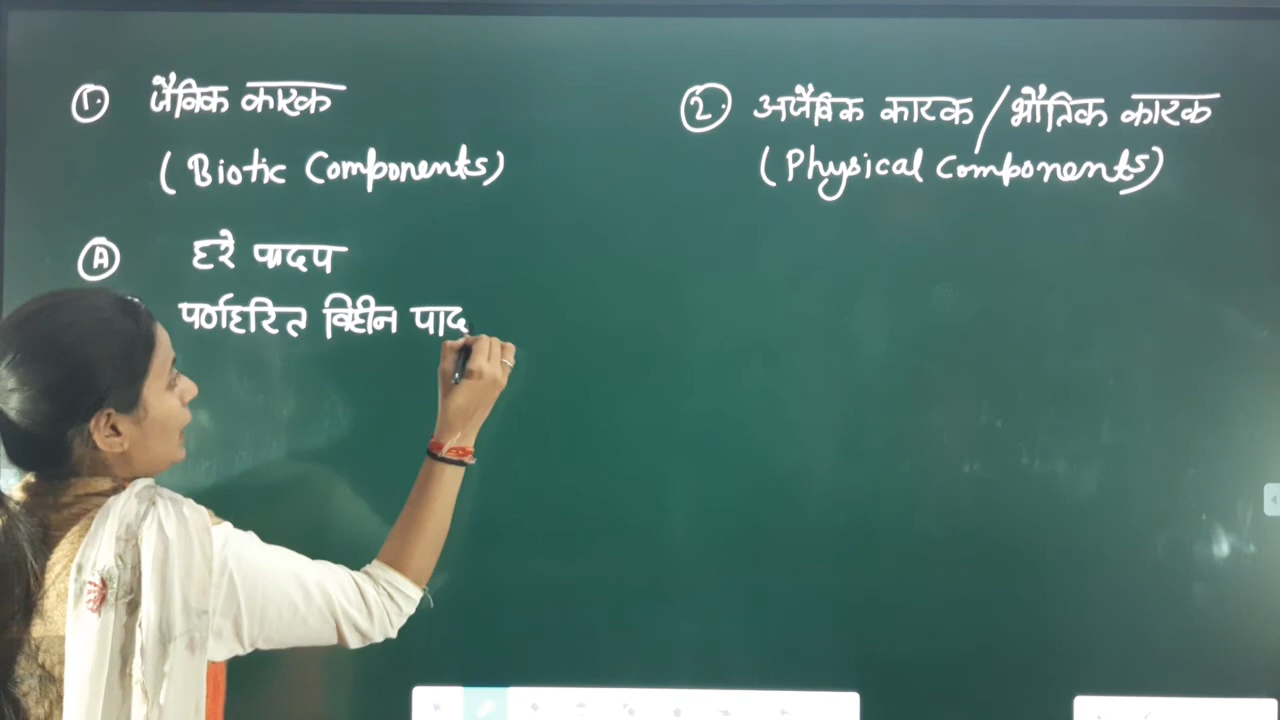 1. जैविक कारक
(Biotic Components)
A हरे पादप
पर्णहरित विहीन पाद
2. अजैविक कारक / भौतिक कारक
(Physical Components)